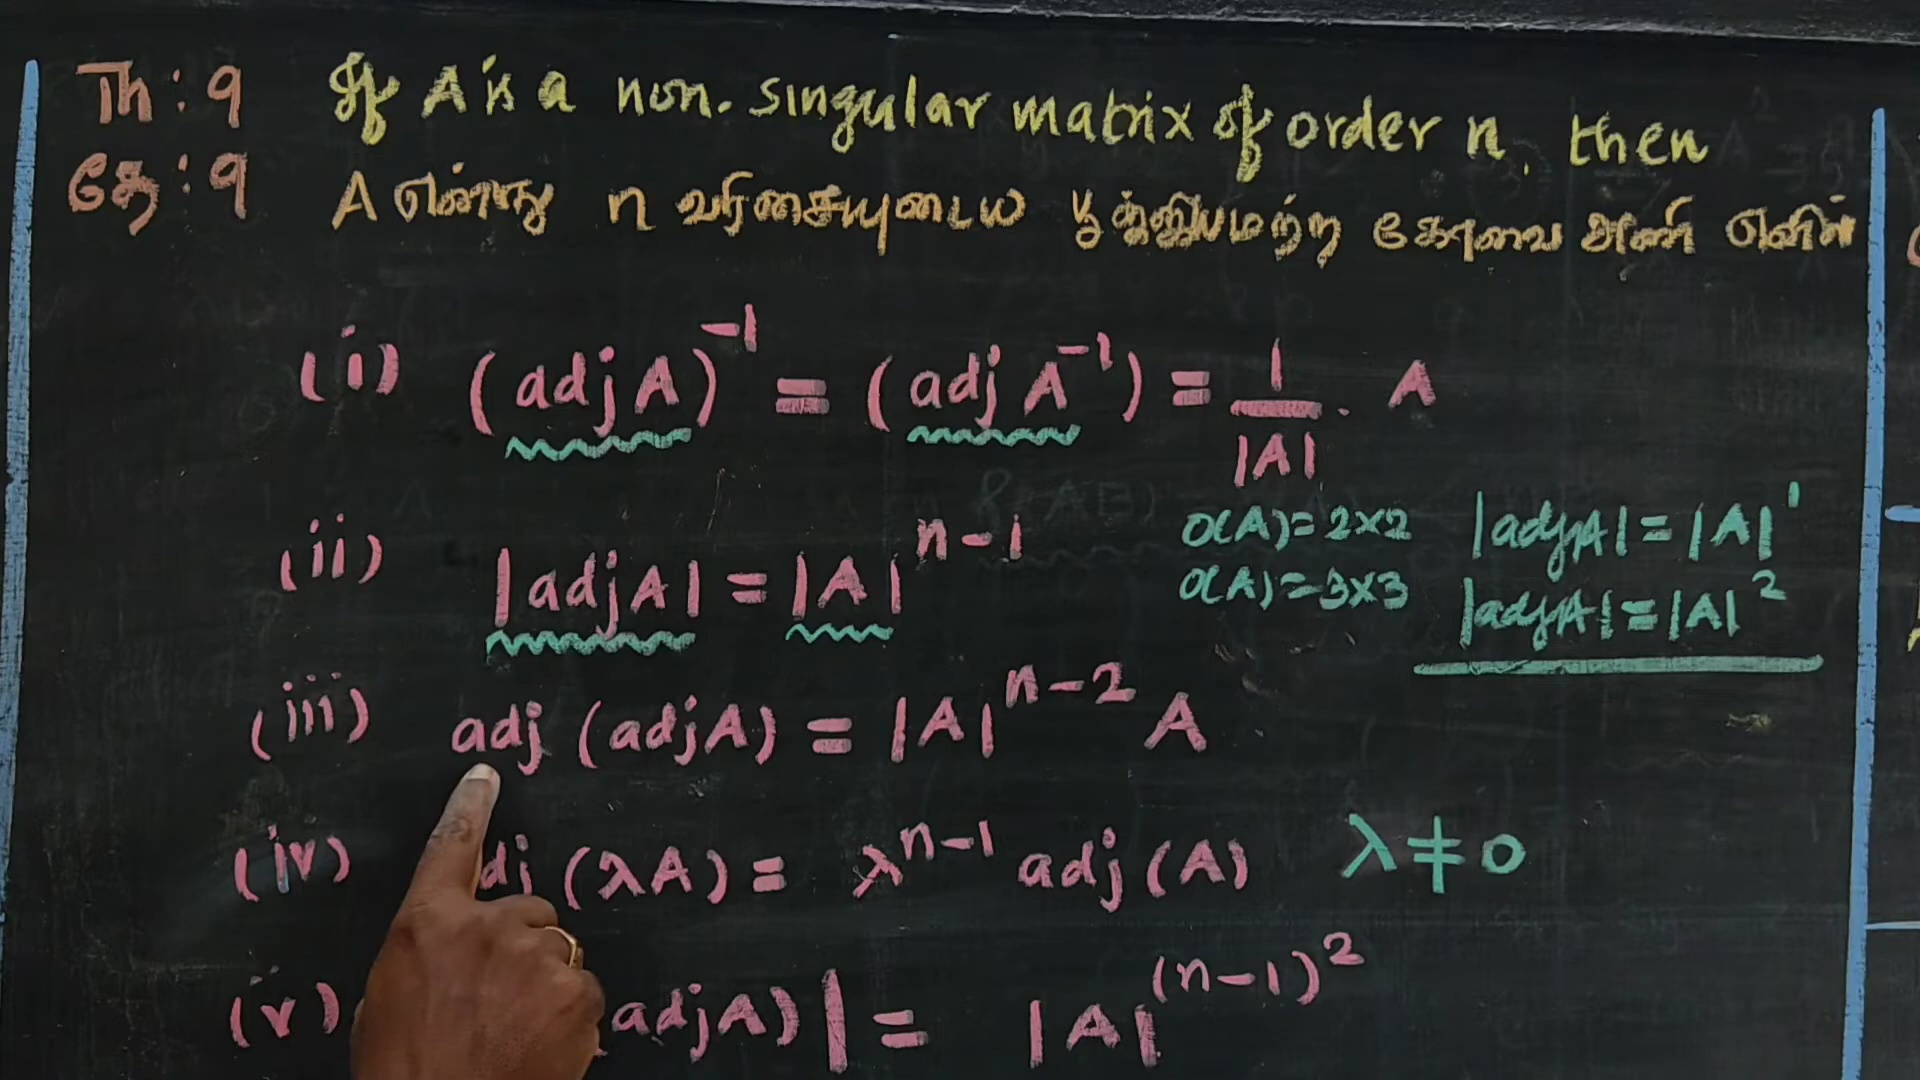 Th : 9 If A is a non-singular matrix of order n, then
தே : 9 A என்னது n வரிசையுடைய பூச்சியமற்ற கோவை அணி எனில்
(i) (adj A)⁻¹ = (adj A⁻¹) = 1/|A| . A
(ii) |adj A| = |A|ⁿ⁻¹
O(A)=2×2 |adj A| = |A|¹
O(A)=3×3 |adj A| = |A|²
(iii) adj (adj A) = |A|ⁿ⁻² A
(iv) dj (λA) = λⁿ⁻¹ adj (A) λ ≠ 0
(v) adj A)| = |A|⁽ⁿ⁻¹⁾²